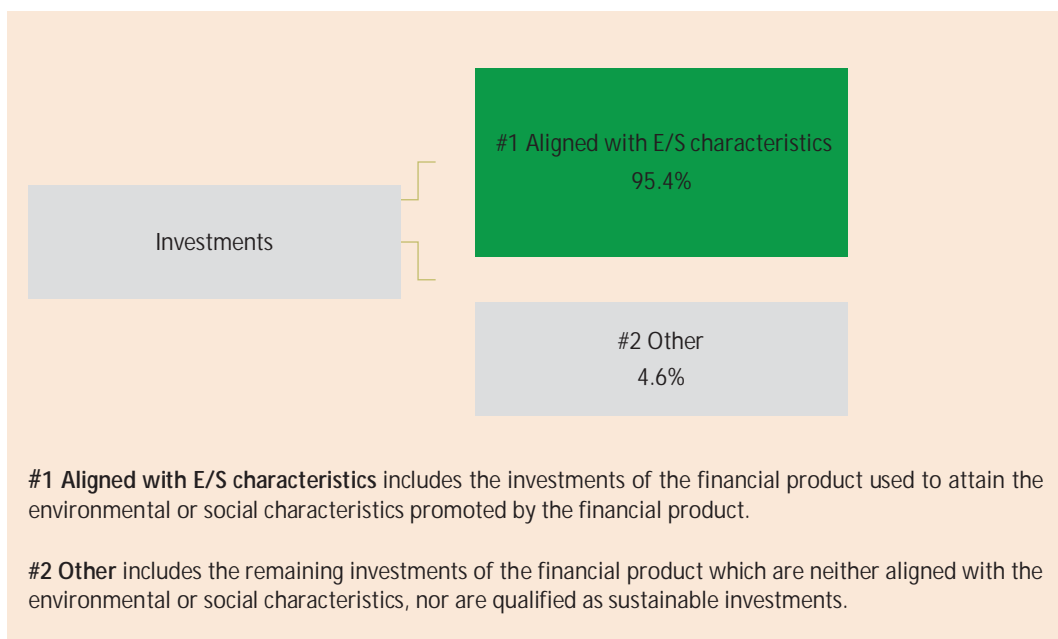 #1 Aligned with E/S characteristics
95.4%
Investments
#2 Other
4.6%
#1 Aligned with E/S characteristics includes the investments of the financial product used to attain the
environmental or social characteristics promoted by the financial product.
#2 Other includes the remaining investments of the financial product which are neither aligned with the
environmental or social characteristics, nor are qualified as sustainable investments.